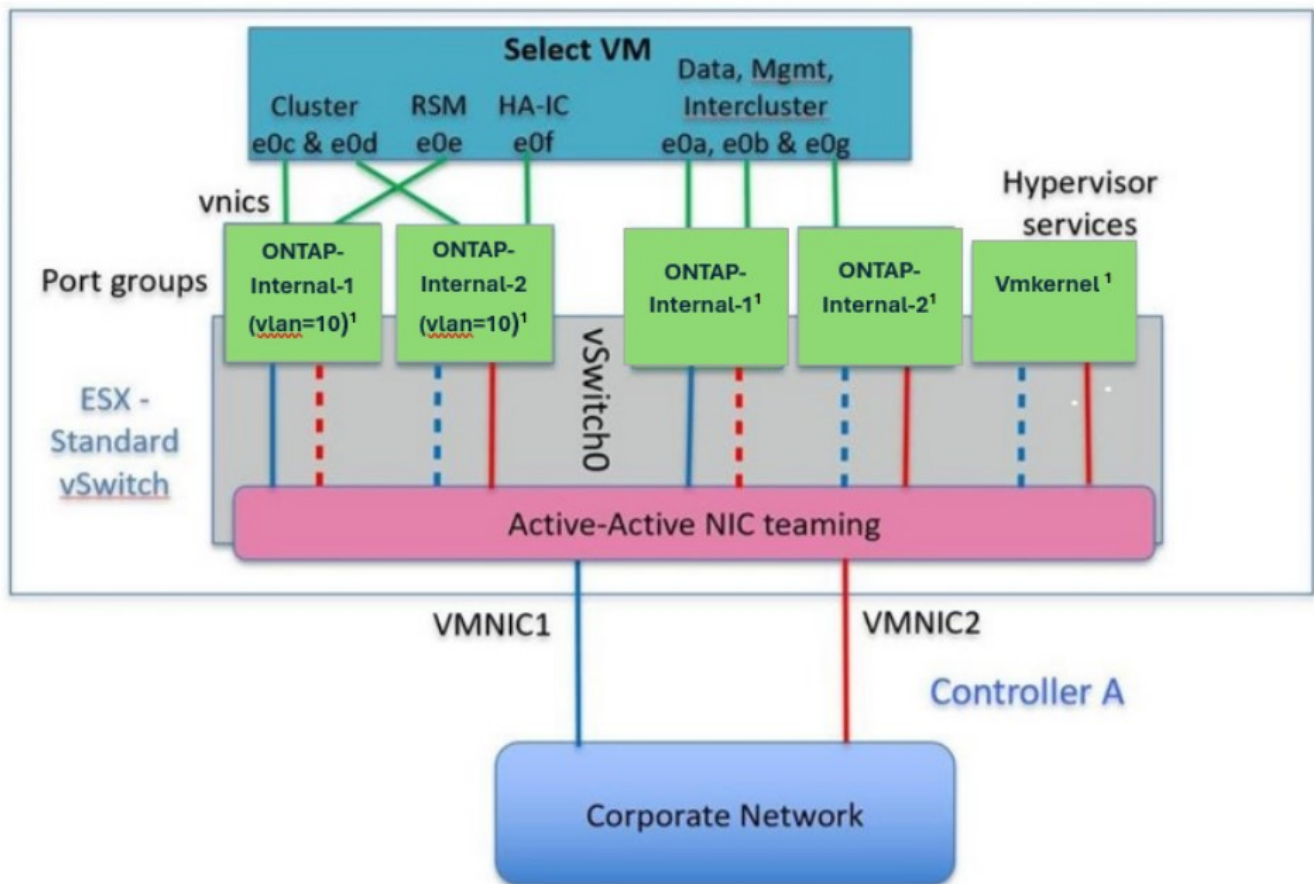 Select VM
Cluster
e0c & e0d
RSM
e0e
HA-IC
e0f
Data, Mgmt,
Intercluster
e0a, e0b & e0g
vnics
Hypervisor
services
Port groups
ONTAP-
Internal-1
(vlan=10)¹
ONTAP-
Internal-2
(vlan=10)¹
ONTAP-
Internal-1¹
ONTAP-
Internal-2¹
Vmkernel ¹
ESX -
Standard
vSwitch
vSwitch0
Active-Active NIC teaming
VMNIC1
VMNIC2
Controller A
Corporate Network